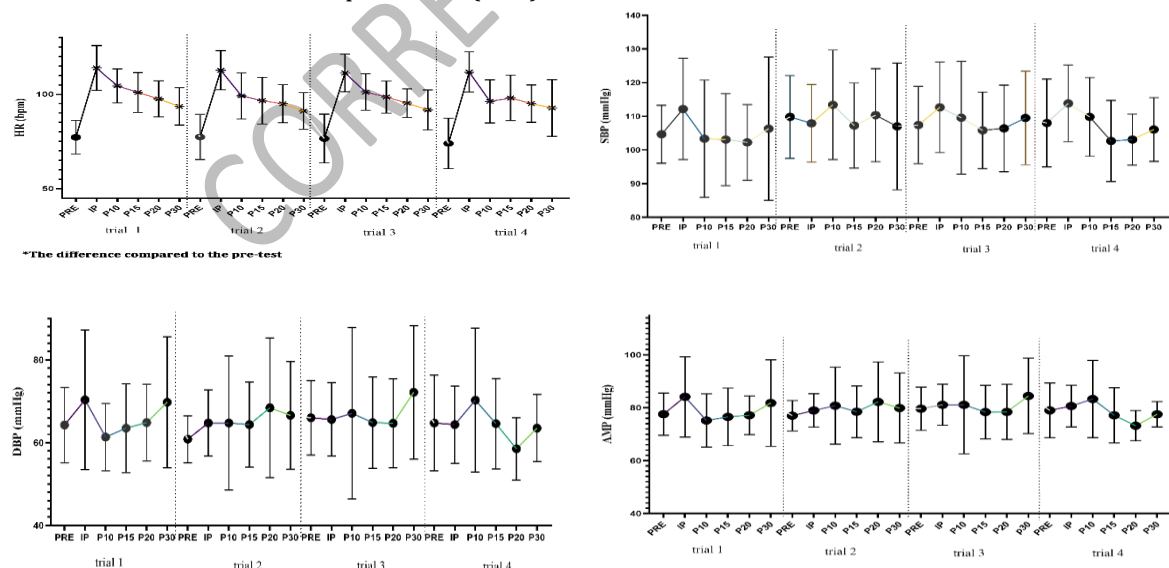 CORRE
HR (bpm)
100
50
PRE IP P10 P15 P20 P30 PRE IP P10 P15 P20 P30 PRE IP P10 P15 P20 P30 PRE IP P10 P15 P20 P30
trial 1 trial 2 trial 3 trial 4
*The difference compared to the pre-test
SBP (mmHg)
140
130
120
110
100
90
80
PRE IP P10 P15 P20 P30 PRE IP P10 P15 P20 P30 PRE IP P10 P15 P20 P30 PRE IP P10 P15 P20 P30
trial 1 trial 2 trial 3 trial 4
DBP (mmHg)
80
60
40
PRE IP P10 P15 P20 P30 PRE IP P10 P15 P20 P30 PRE IP P10 P15 P20 P30 PRE IP P10 P15 P20 P30
trial 1 trial 2 trial 3 trial 4
AMP (mmHg)
100
80
60
40
PRE IP P10 P15 P20 P30 PRE IP P10 P15 P20 P30 PRE IP P10 P15 P20 P30 PRE IP P10 P15 P20 P30
trial 1 trial 2 trial 3 trial 4